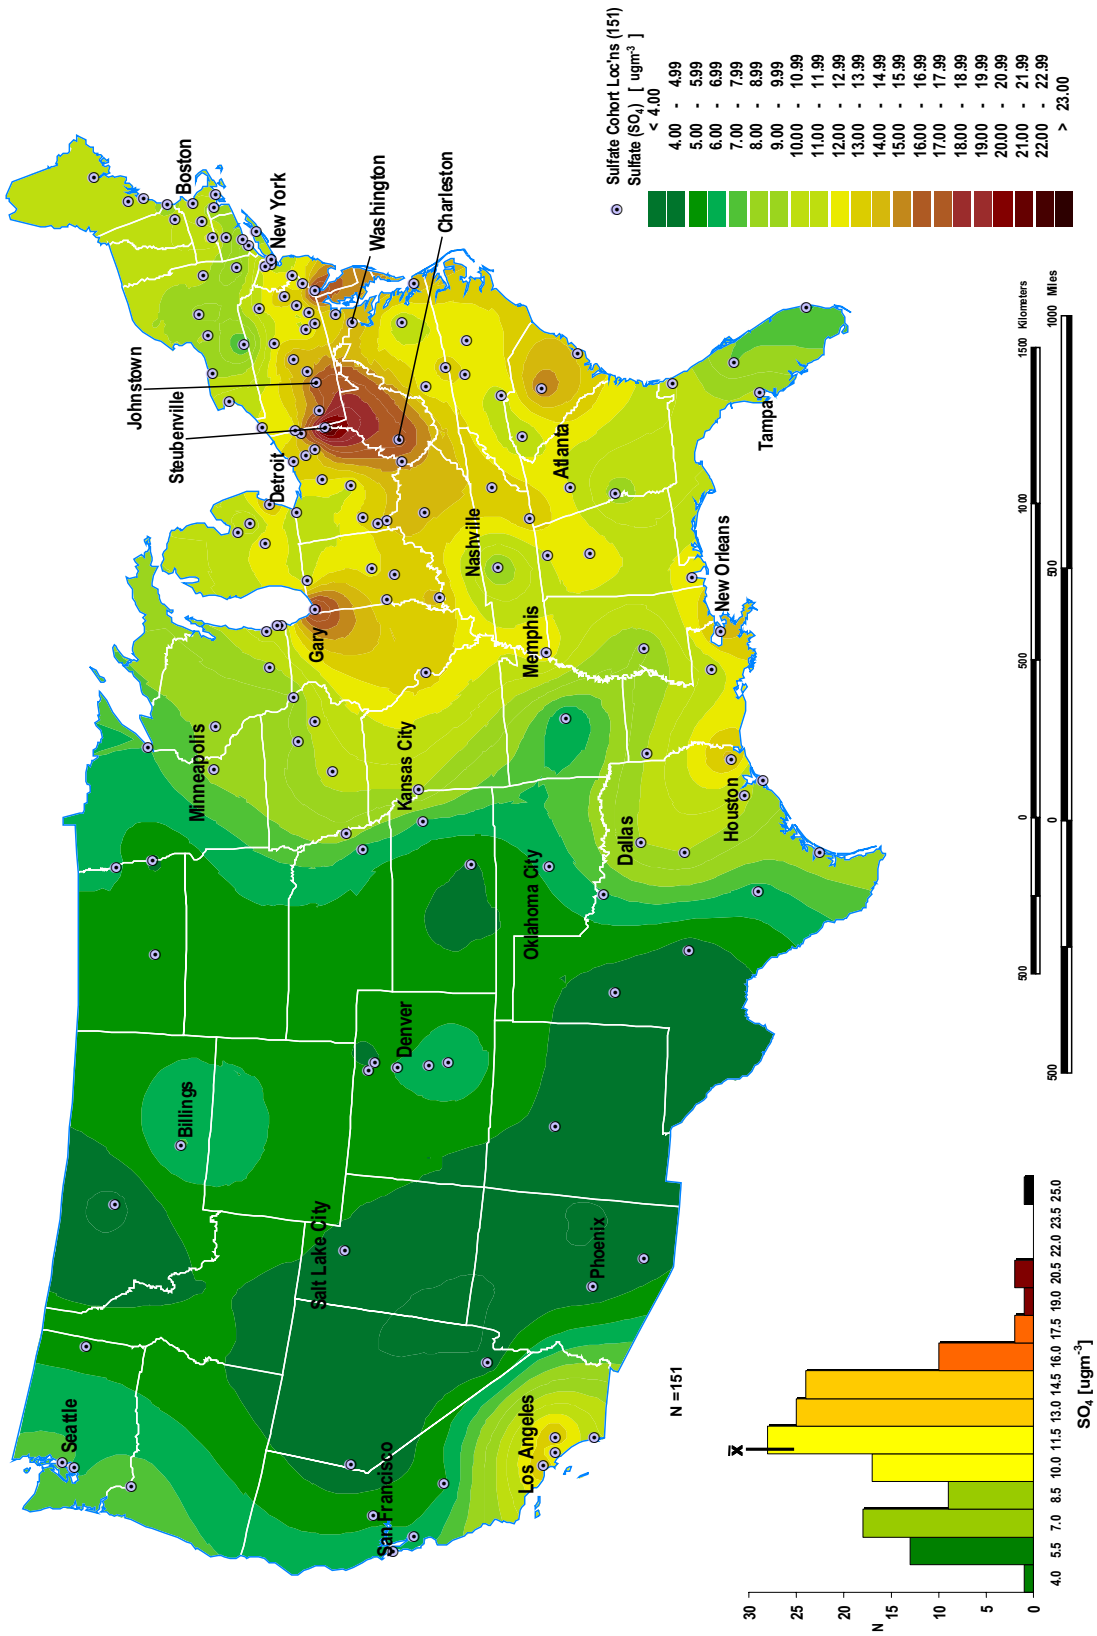 Seattle
Billings
Minneapolis
Boston
New York
Washington
Charleston
Johnstown
Steubenville
Detroit
Gary
Salt Lake City
Denver
Kansas City
Nashville
Memphis
Atlanta
San Francisco
Los Angeles
Phoenix
Oklahoma City
Dallas
Houston
New Orleans
Tampa
Sulfate Cohort Loc'ns (151)
Sulfate (SO4) [ ugm-3 ]
< 4.00
4.00 - 4.99
5.00 - 5.99
6.00 - 6.99
7.00 - 7.99
8.00 - 8.99
9.00 - 9.99
10.00 - 10.99
11.00 - 11.99
12.00 - 12.99
13.00 - 13.99
14.00 - 14.99
15.00 - 15.99
16.00 - 16.99
17.00 - 17.99
18.00 - 18.99
19.00 - 19.99
20.00 - 20.99
21.00 - 21.99
22.00 - 22.99
> 23.00
500 0 500 1000 1500 Kilometers
500 0 500 1000 Miles
N =151
x̄
30
25
20
15
10
5
0
N
4.0 5.5 7.0 8.5 10.0 11.5 13.0 14.5 16.0 17.5 19.0 20.5 22.0 23.5 25.0
SO4 [ugm-3]